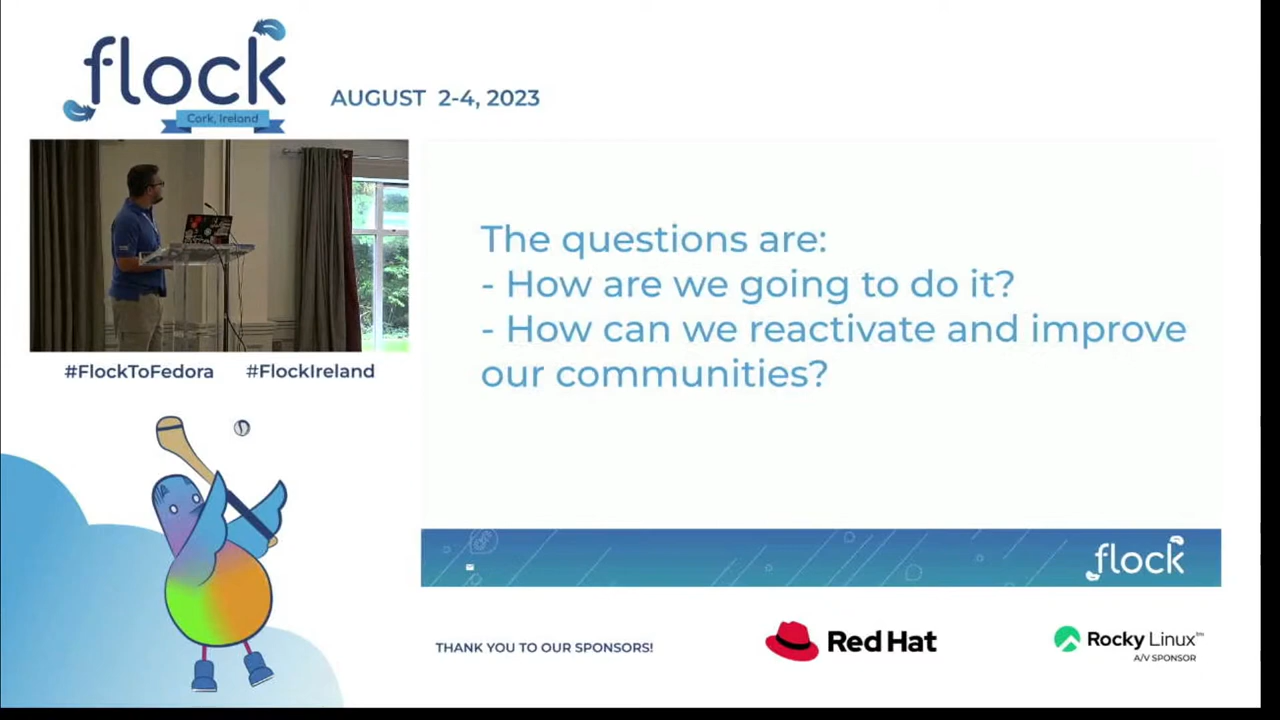 flock
Cork, Ireland
AUGUST 2-4, 2023
The questions are:
- How are we going to do it?
- How can we reactivate and improve
our communities?
#FlockToFedora #FlockIreland
flock
THANK YOU TO OUR SPONSORS!
Red Hat
Rocky Linux™
A/V SPONSOR